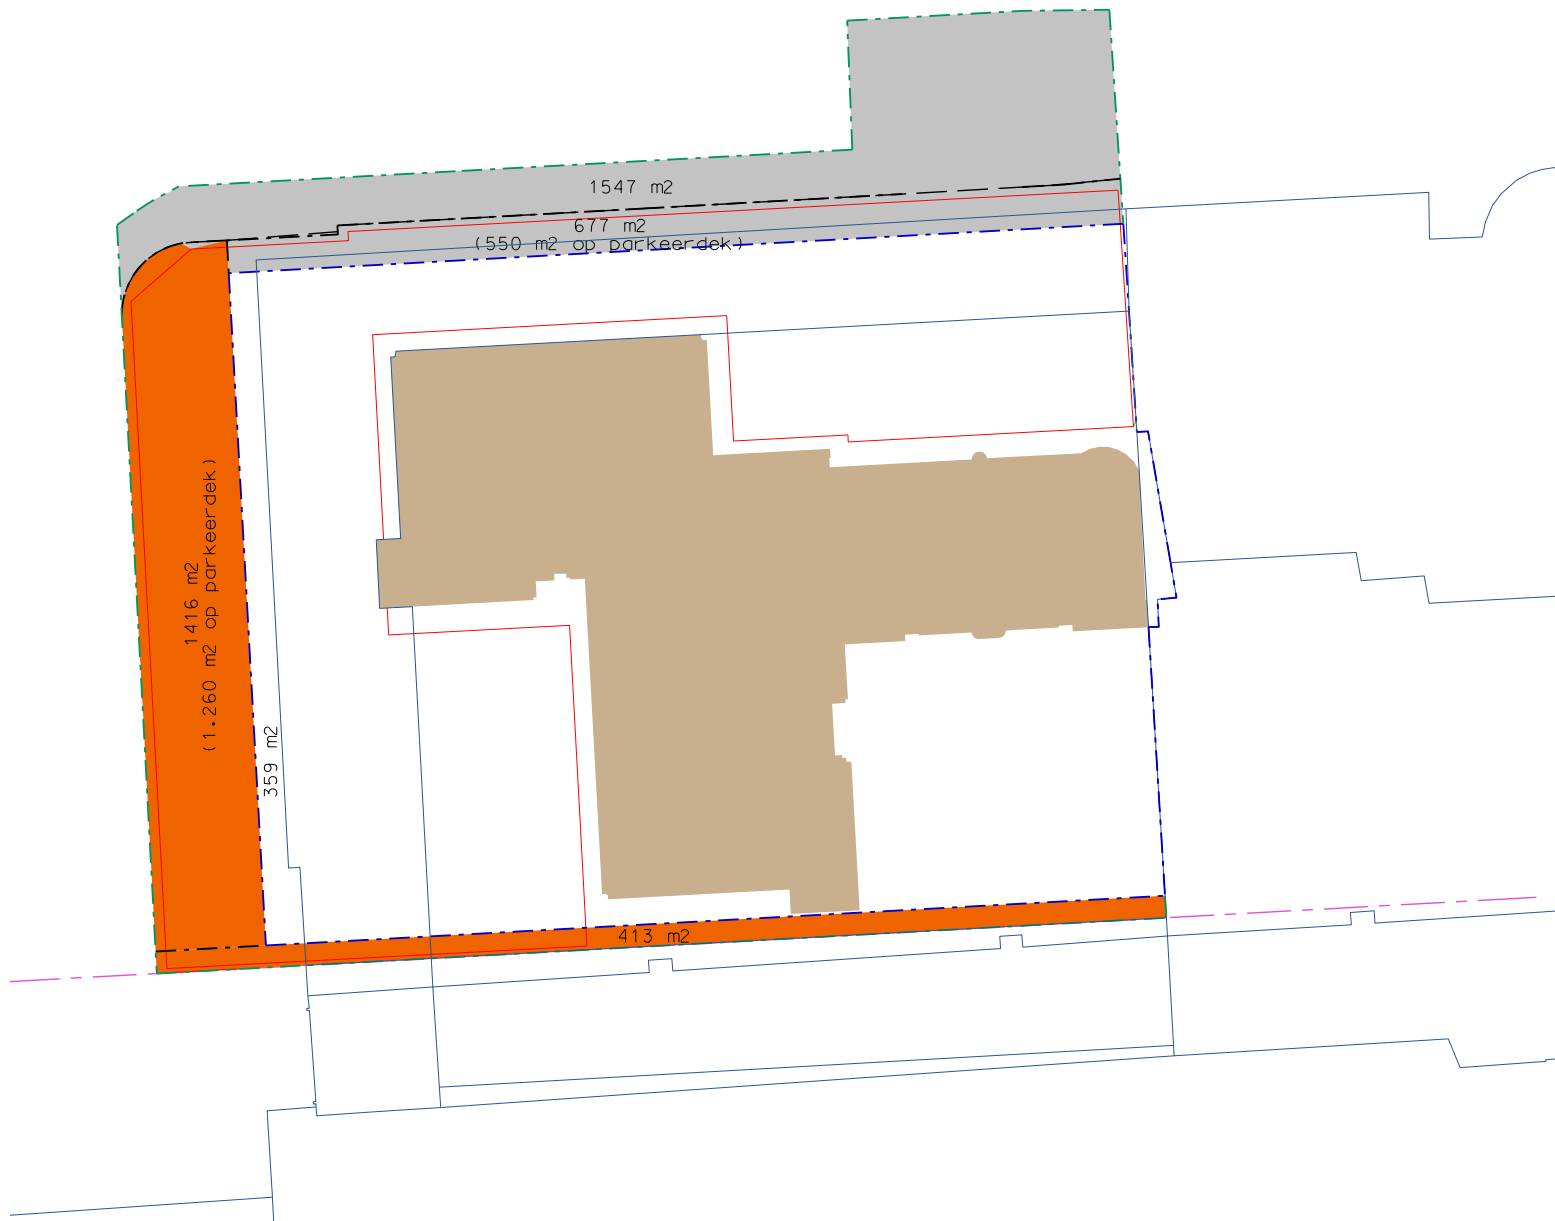 1547 m2
677 m2
(550 m2 op parkeerdek)
1416 m2
(1.260 m2 op parkeerdek)
359 m2
413 m2